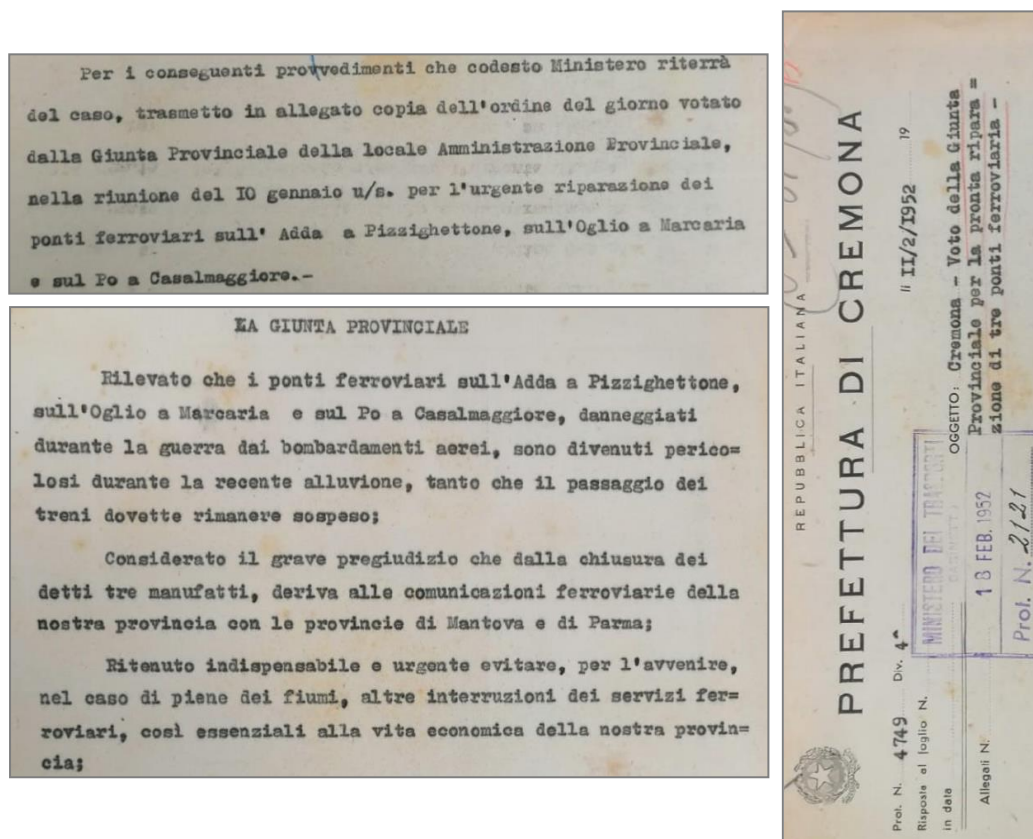 Per i conseguenti provvedimenti che codesto Ministero riterrà
del caso, trasmetto in allegato copia dell'ordine del giorno votato
dalla Giunta Provinciale della locale Amministrazione Provinciale,
nella riunione del IO gennaio u/s. per l'urgente riparazione dei
ponti ferroviari sull' Adda a Pizzighettone, sull'Oglio a Marcaria
e sul Po a Casalmaggiore.-
LA GIUNTA PROVINCIALE
Rilevato che i ponti ferroviari sull'Adda a Pizzighettone,
sull'Oglio a Marcaria e sul Po a Casalmaggiore, danneggiati
durante la guerra dai bombardamenti aerei, sono divenuti perico=
losi durante la recente alluvione, tanto che il passaggio dei
treni dovette rimanere sospeso;
Considerato il grave pregiudizio che dalla chiusura dei
detti tre manufatti, deriva alle comunicazioni ferroviarie della
nostra provincia con le provincie di Mantova e di Parma;
Ritenuto indispensabile e urgente evitare, per l'avvenire,
nel caso di piene dei fiumi, altre interruzioni dei servizi fer=
roviari, così essenziali alla vita economica della nostra provin=
cia;
REPUBBLICA ITALIANA
PREFETTURA DI CREMONA
li II/2/I952 19
Prot. N. 4749 Div. 4^
Risposta al foglio N.
in data
OGGETTO: Cremona - Voto della Giunta
Provinciale per la pronta ripara =
zione di tre ponti ferroviaria -
Allegati N.
MINISTERO DEI TRASPORTI
GABINETTO
18 FEB. 1952
Prot. N. 2121